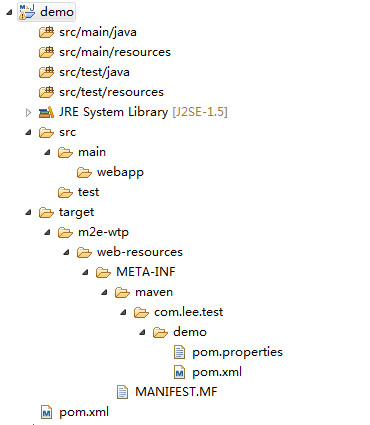 demo
src/main/java
src/main/resources
src/test/java
src/test/resources
JRE System Library [J2SE-1.5]
src
main
webapp
test
target
m2e-wtp
web-resources
META-INF
maven
com.lee.test
demo
pom.properties
pom.xml
MANIFEST.MF
pom.xml